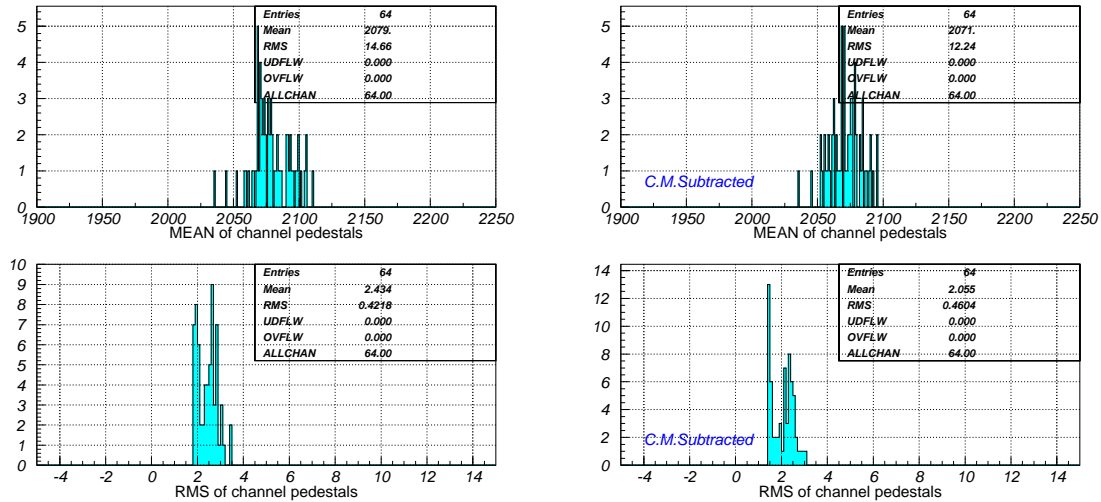 Entries 64
Mean 2079.
RMS 14.66
UDFLW 0.000
OVFLW 0.000
ALLCHAN 64.00
5
4
3
2
1
0
1900 1950 2000 2050 2100 2150 2200 2250
MEAN of channel pedestals
Entries 64
Mean 2071.
RMS 12.24
UDFLW 0.000
OVFLW 0.000
ALLCHAN 64.00
5
4
3
2
1
0
C.M.Subtracted
1900 1950 2000 2050 2100 2150 2200 2250
MEAN of channel pedestals
Entries 64
Mean 2.434
RMS 0.4218
UDFLW 0.000
OVFLW 0.000
ALLCHAN 64.00
10
9
8
7
6
5
4
3
2
1
0
-4 -2 0 2 4 6 8 10 12 14
RMS of channel pedestals
Entries 64
Mean 2.055
RMS 0.4604
UDFLW 0.000
OVFLW 0.000
ALLCHAN 64.00
14
12
10
8
6
4
2
0
C.M.Subtracted
-4 -2 0 2 4 6 8 10 12 14
RMS of channel pedestals